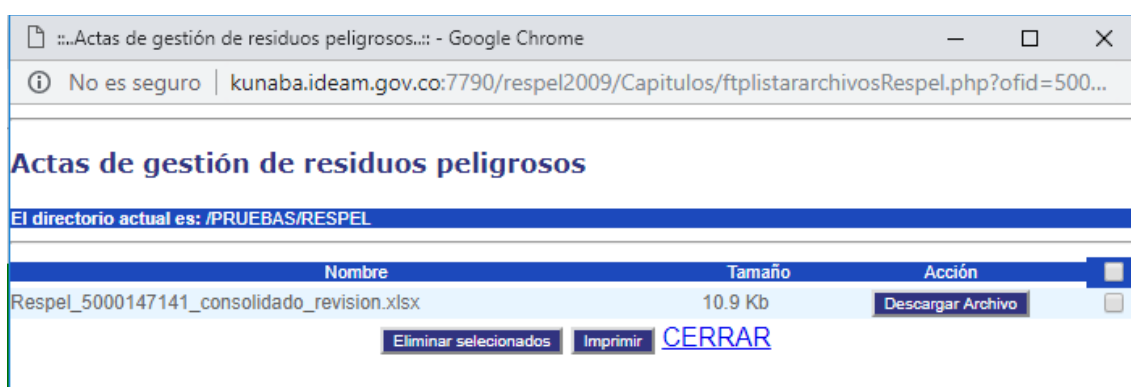 ::..Actas de gestión de residuos peligrosos..:: - Google Chrome
No es seguro | kunaba.ideam.gov.co:7790/respel2009/Capitulos/ftplistararchivosRespel.php?ofid=500...
Actas de gestión de residuos peligrosos
El directorio actual es: /PRUEBAS/RESPEL
Nombre Tamaño Acción
Respel_5000147141_consolidado_revision.xlsx 10.9 Kb Descargar Archivo
Eliminar selecionados Imprimir CERRAR